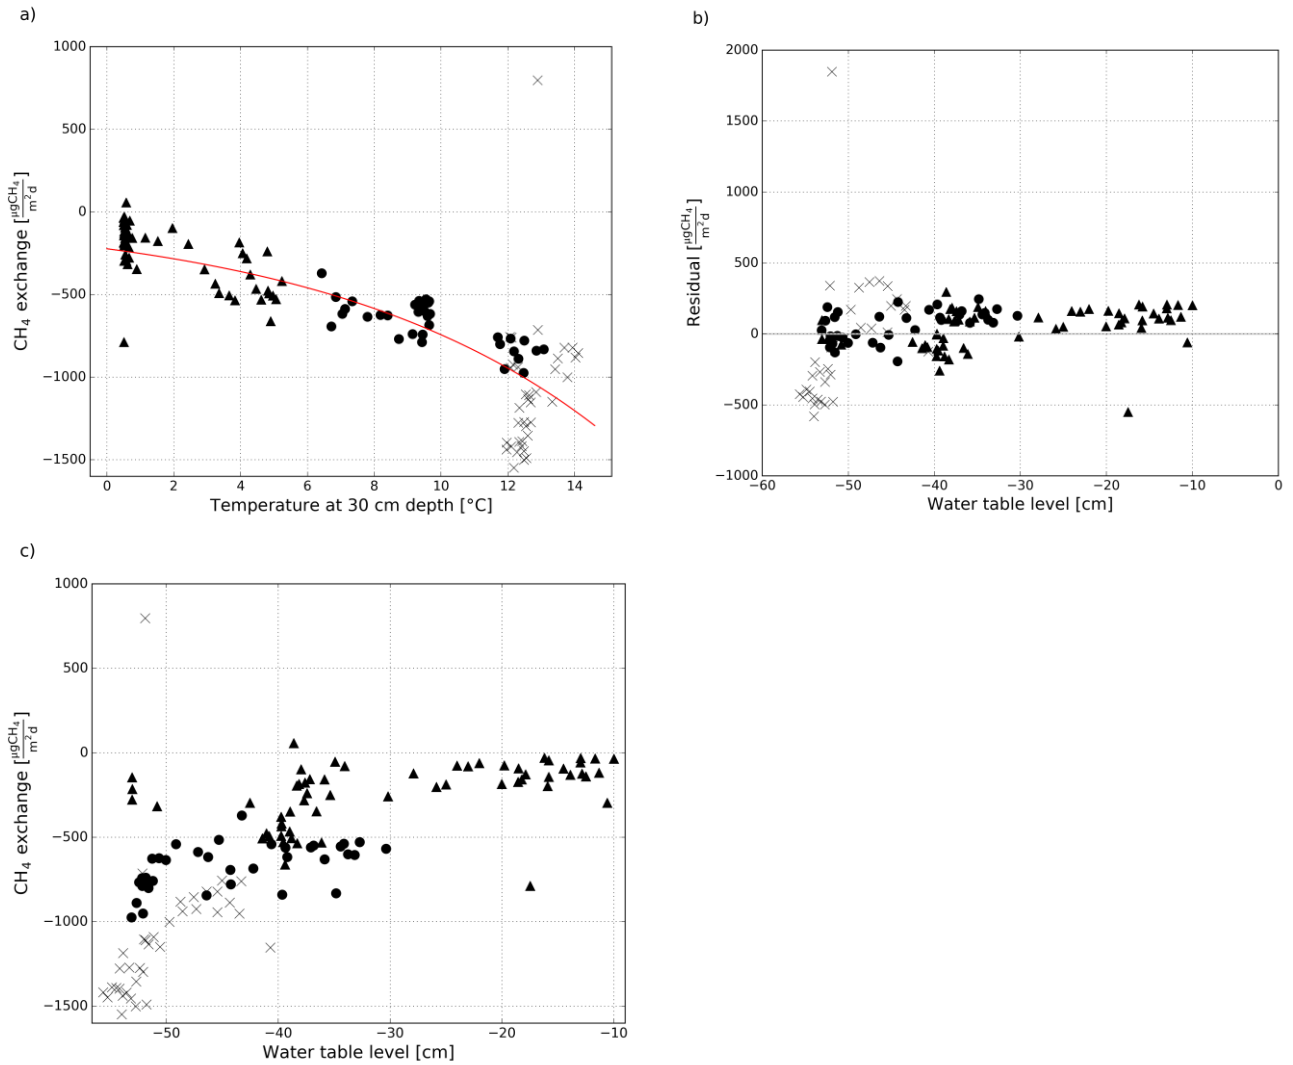 a)
1000
500
0
−500
−1000
−1500
CH₄ exchange [μgCH₄/m²d]
0 2 4 6 8 10 12 14
Temperature at 30 cm depth [°C]
b)
2000
1500
1000
500
0
−500
−1000
Residual [μgCH₄/m²d]
−60 −50 −40 −30 −20 −10 0
Water table level [cm]
c)
1000
500
0
−500
−1000
−1500
CH₄ exchange [μgCH₄/m²d]
−50 −40 −30 −20 −10
Water table level [cm]